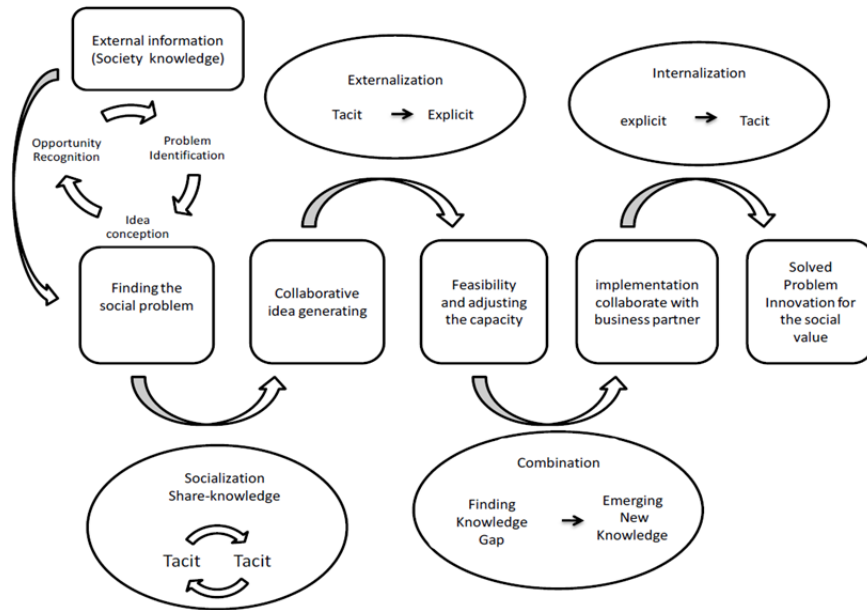 External information
(Society knowledge)
Opportunity
Recognition
Problem
Identification
Idea
conception
Externalization
Tacit
Explicit
Internalization
explicit
Tacit
Finding the
social problem
Collaborative
idea generating
Feasibility
and adjusting
the capacity
implementation
collaborate with
business partner
Solved
Problem
Innovation for
the social
value
Socialization
Share-knowledge
Tacit
Tacit
Combination
Finding
Knowledge
Gap
Emerging
New
Knowledge